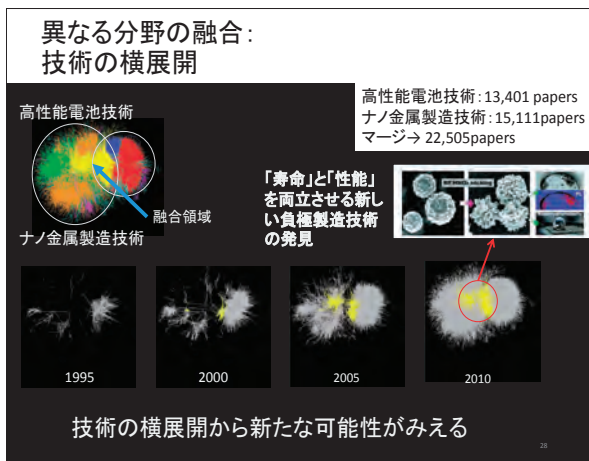 異なる分野の融合:
技術の横展開
高性能電池技術:13,401 papers
ナノ金属製造技術:15,111papers
マージ→ 22,505papers
高性能電池技術
融合領域
ナノ金属製造技術
「寿命」と「性能」
を両立させる新し
い負極製造技術
の発見
1995
2000
2005
2010
技術の横展開から新たな可能性がみえる
28